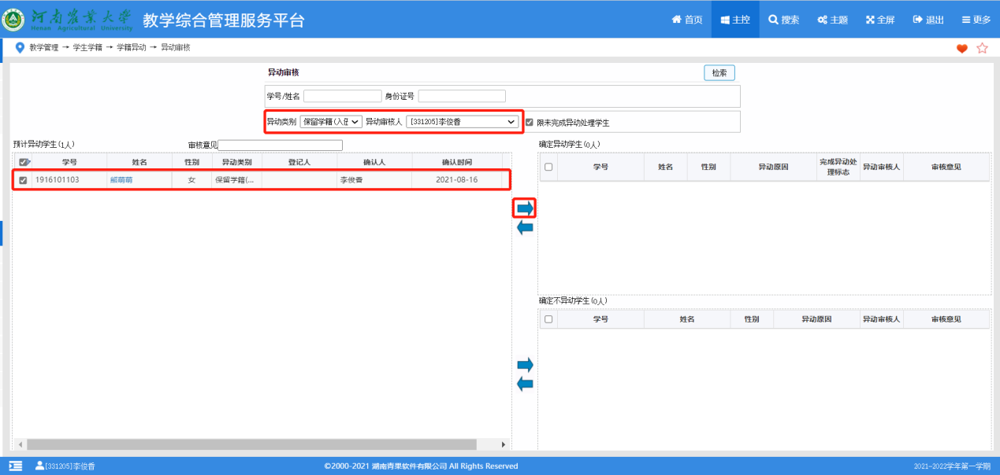 河南农业大学 教学综合管理服务平台 首页 主控 搜索 主题 全屏 退出 更多
Henan Agricultural University
教学管理 → 学生学籍 → 学籍异动 → 异动审核
异动审核 检索
学号/姓名 身份证号
异动类别 保留学籍(入伍 异动审核人 [331205]李俊香 限未完成异动处理学生
预计异动学生(1人) 审核意见 确定异动学生(0人)
学号 姓名 性别 异动类别 登记人 确认人 确认时间 学号 姓名 性别 异动原因 完成异动处理标志 异动审核人 审核意见
1916101103 熊萌萌 女 保留学籍(... 李俊香 2021-08-16
确定不异动学生(0人)
学号 姓名 性别 异动原因 异动审核人 审核意见
[331205]李俊香 ©2000-2021 湖南青果软件有限公司 All Rights Reserved 2021-2022学年第一学期